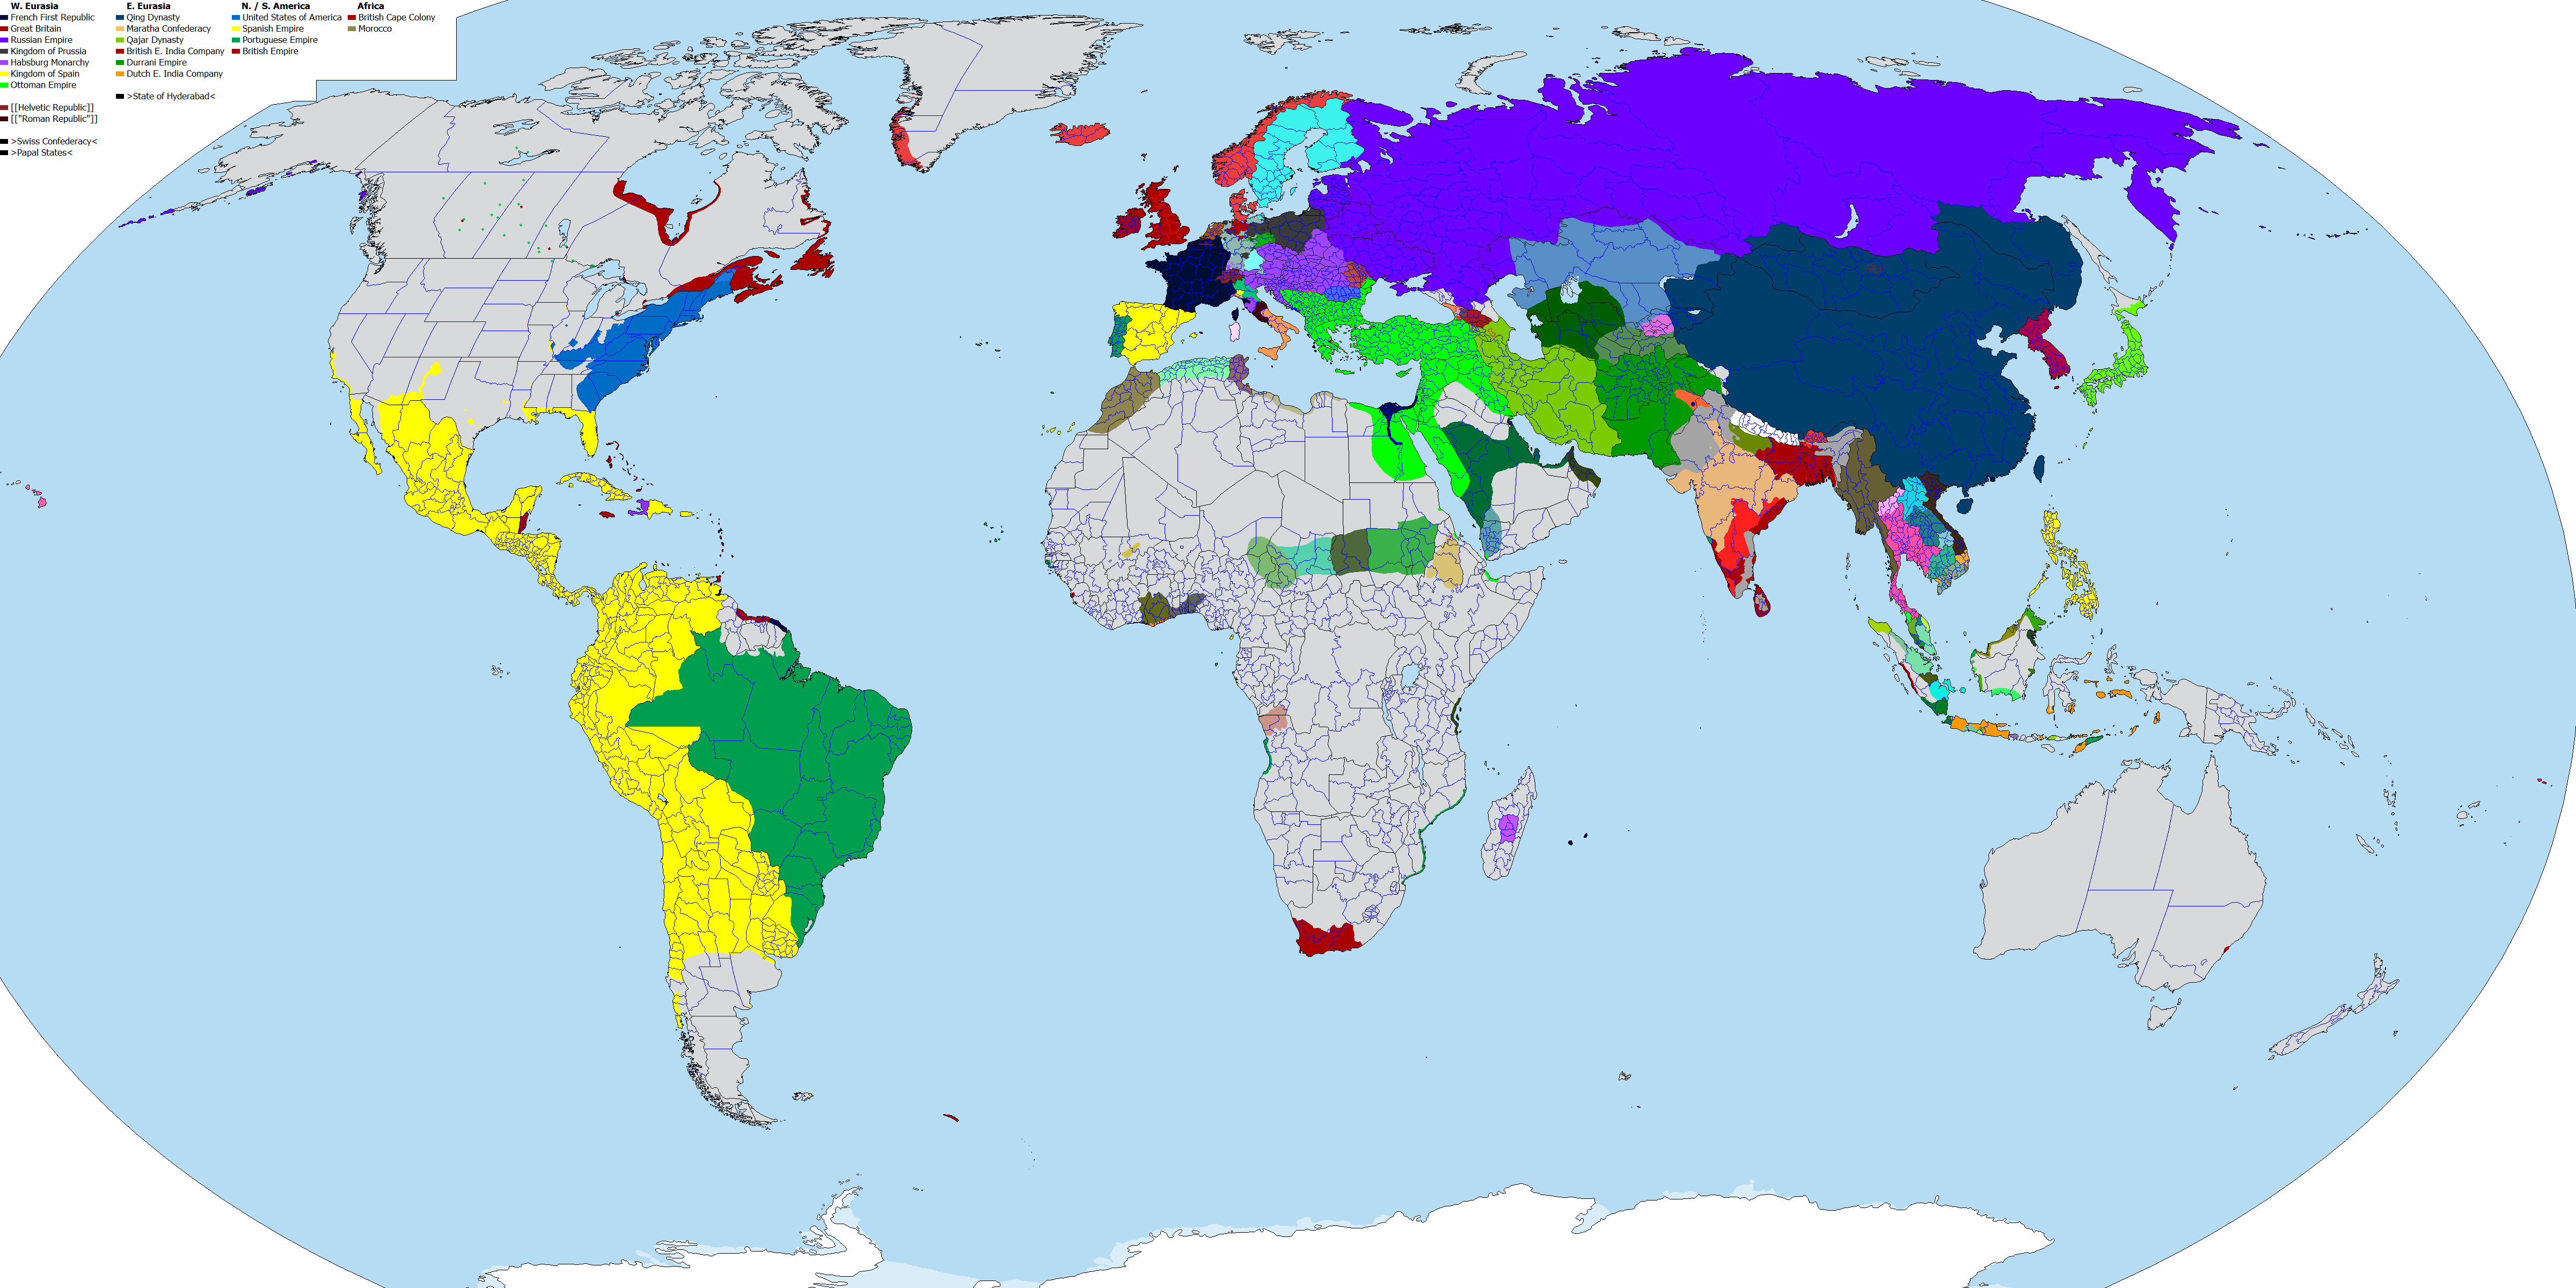 W. Eurasia
French First Republic
Great Britain
Russian Empire
Kingdom of Prussia
Habsburg Monarchy
Kingdom of Spain
Ottoman Empire
[[Helvetic Republic]]
[["Roman Republic"]]
>Swiss Confederacy<
>Papal States<
E. Eurasia
Qing Dynasty
Maratha Confederacy
Qajar Dynasty
British E. India Company
Durrani Empire
Dutch E. India Company
>State of Hyderabad<
N. / S. America
United States of America
Spanish Empire
Portuguese Empire
British Empire
Africa
British Cape Colony
Morocco